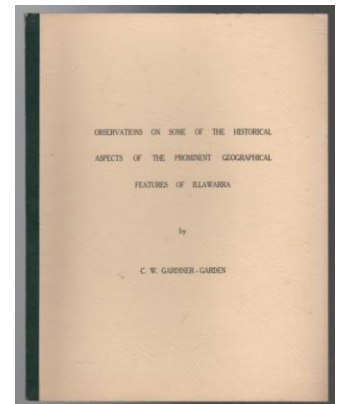 OBSERVATIONS ON SOME OF THE HISTORICAL
ASPECTS OF THE PROMINENT GEOGRAPHICAL
FEATURES OF ILLAWARRA
by
C. W. GARDINER - GARDEN